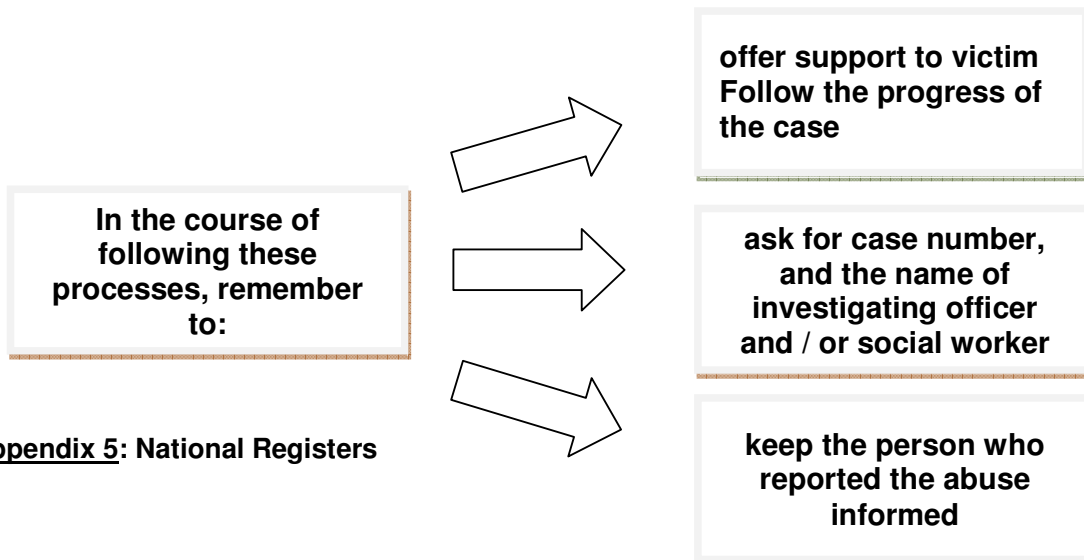 In the course of
following these
processes, remember
to:
offer support to victim
Follow the progress of
the case
ask for case number,
and the name of
investigating officer
and / or social worker
keep the person who
reported the abuse
informed
ppendix 5: National Registers